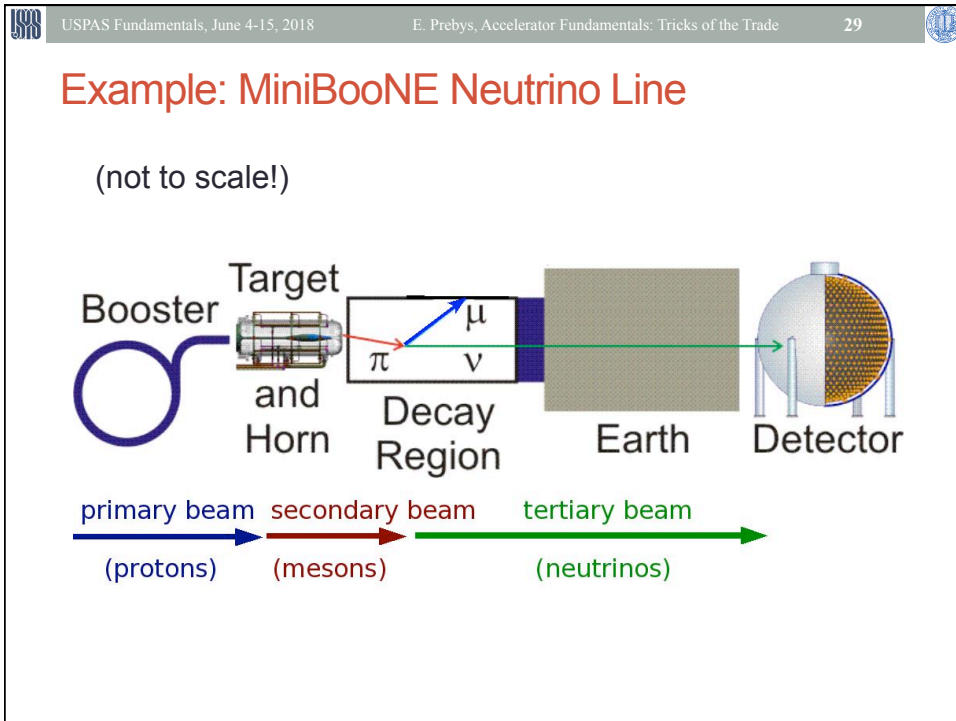 USPAS Fundamentals, June 4-15, 2018 E. Prebys, Accelerator Fundamentals: Tricks of the Trade 29
Example: MiniBooNE Neutrino Line
(not to scale!)
Booster
Target
and
Horn
π
μ
ν
Decay
Region
Earth
Detector
primary beam secondary beam tertiary beam
(protons) (mesons) (neutrinos)